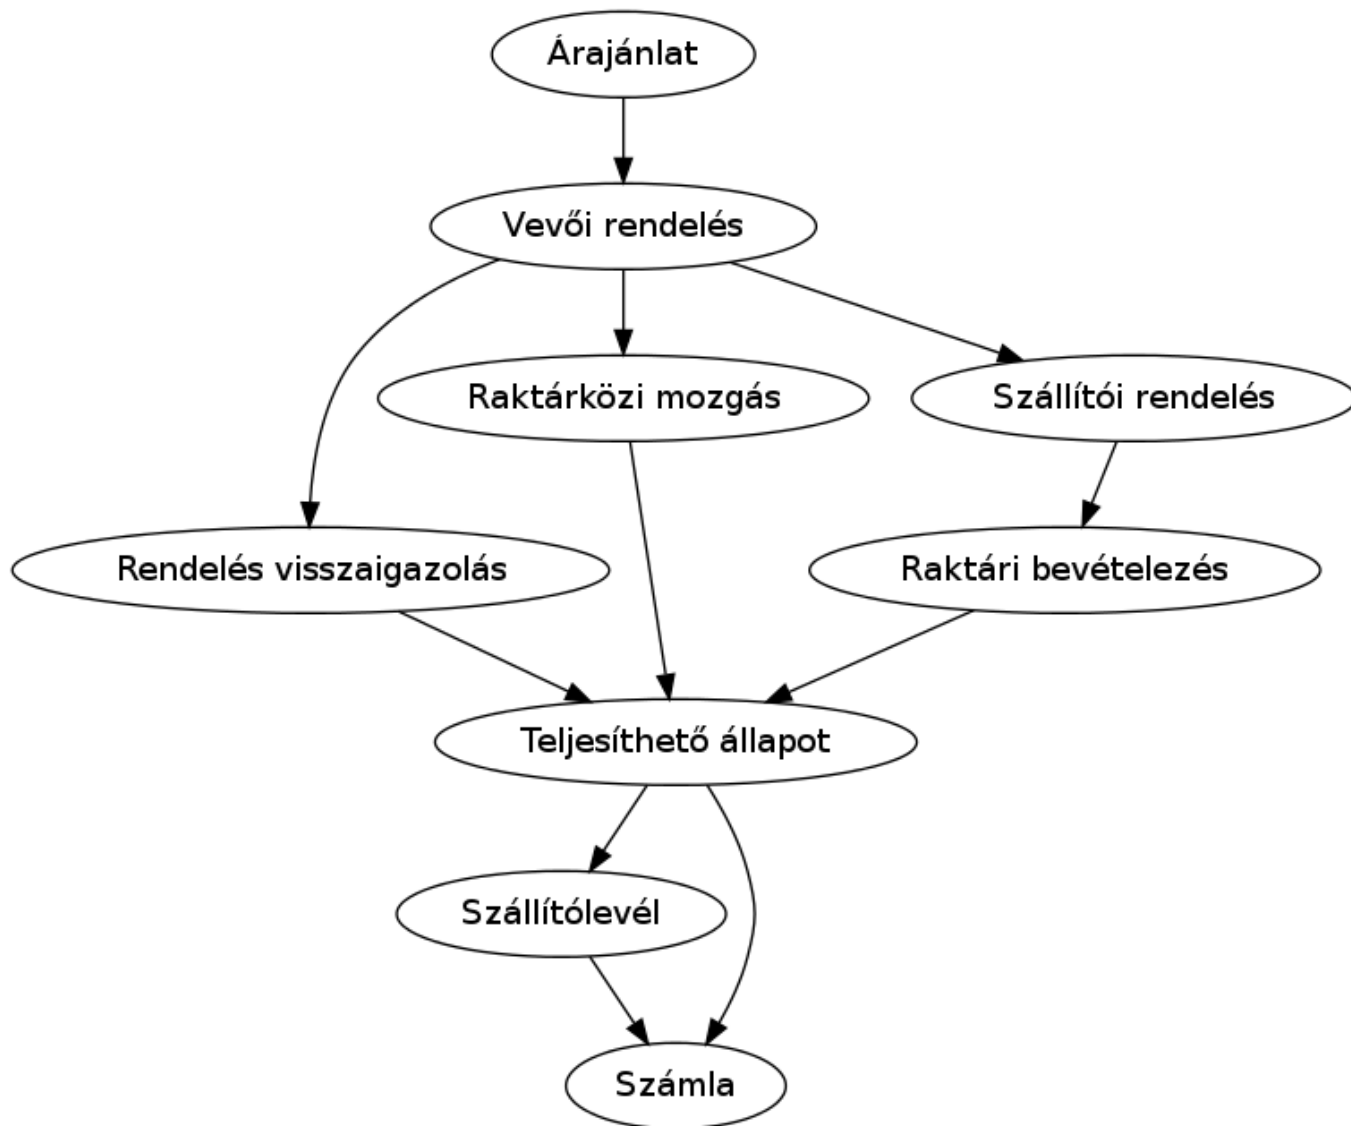 Árajánlat
Vevői rendelés
Raktárközi mozgás
Szállítói rendelés
Rendelés visszaigazolás
Raktári bevételezés
Teljesíthető állapot
Szállítólevél
Számla